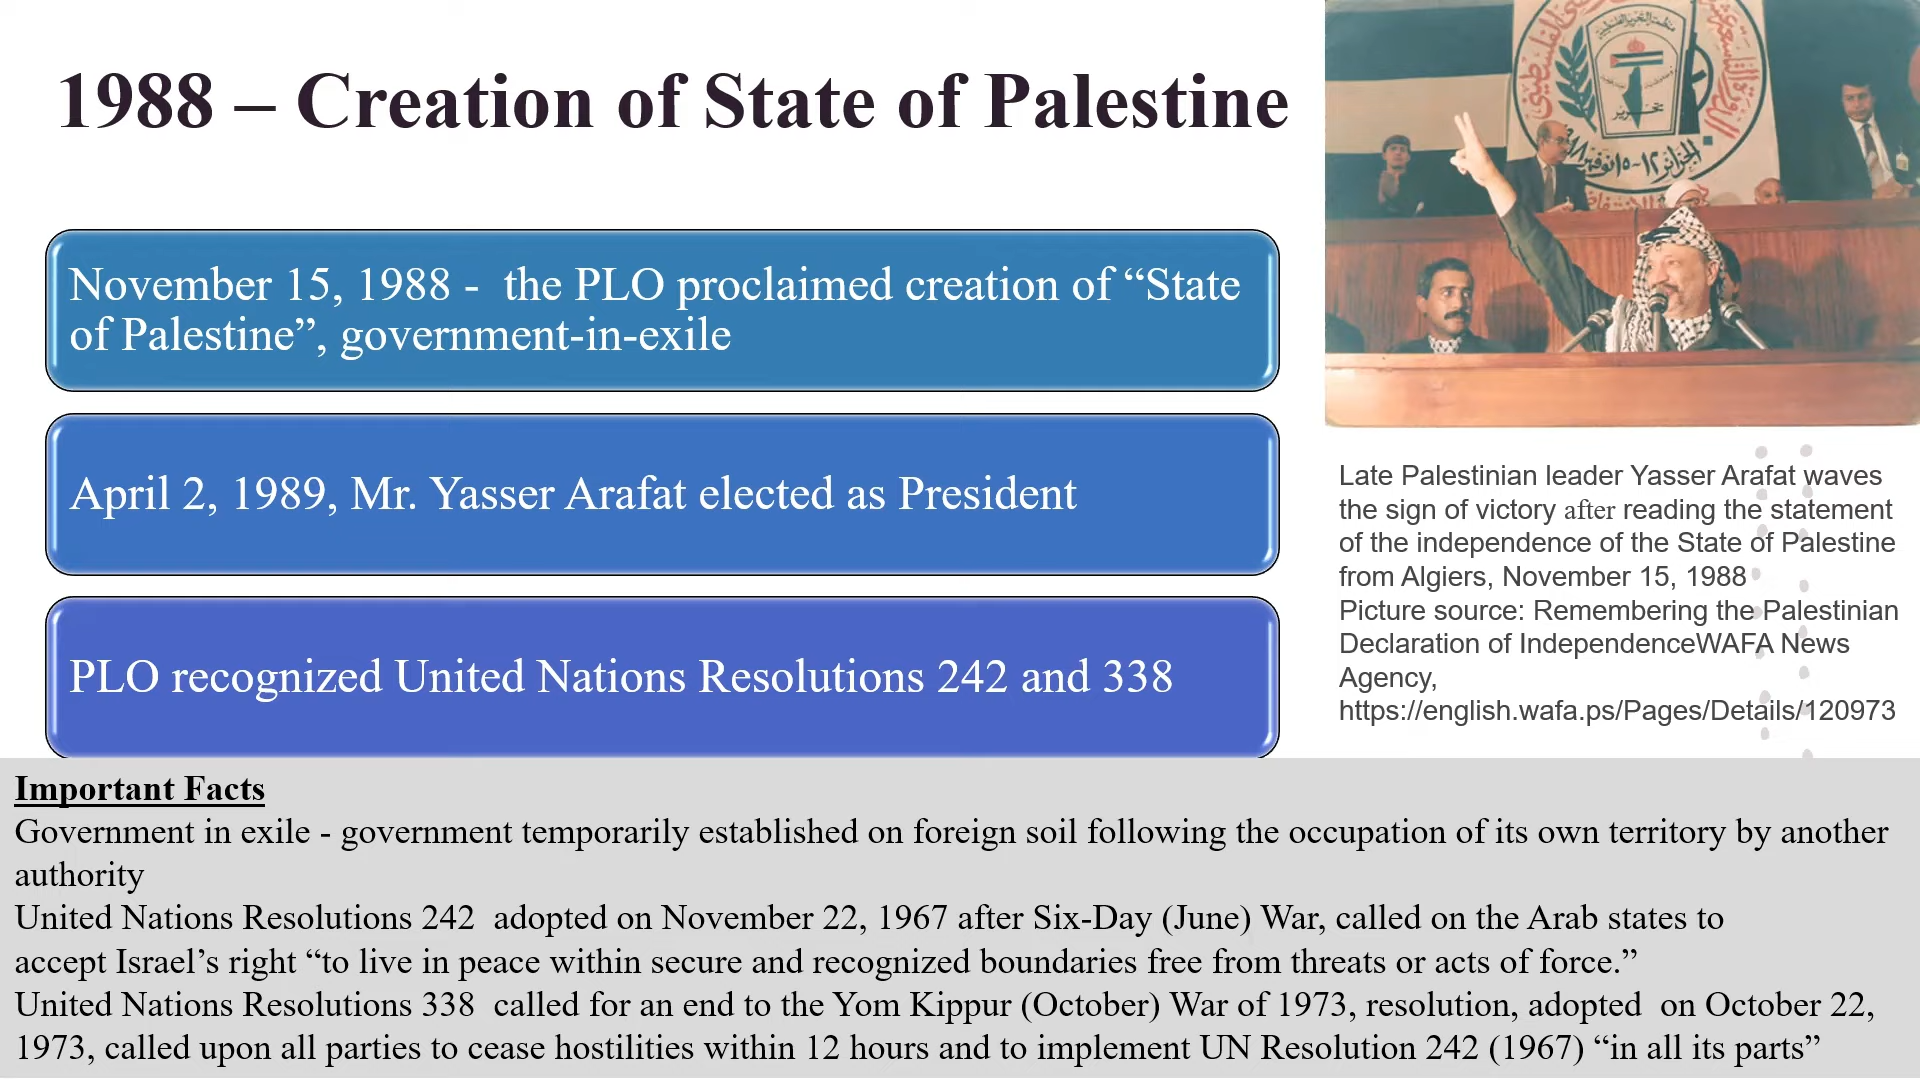 1988 – Creation of State of Palestine
November 15, 1988 -  the PLO proclaimed creation of “State
of Palestine”, government-in-exile
April 2, 1989, Mr. Yasser Arafat elected as President
PLO recognized United Nations Resolutions 242 and 338
منظمة التحرير الفلسطينية
الجزائر ١٢-١٥ نوفمبر ٨٨
Late Palestinian leader Yasser Arafat waves
the sign of victory after reading the statement
of the independence of the State of Palestine
from Algiers, November 15, 1988
Picture source: Remembering the Palestinian
Declaration of IndependenceWAFA News
Agency,
https://english.wafa.ps/Pages/Details/120973
Important Facts
Government in exile - government temporarily established on foreign soil following the occupation of its own territory by another
authority
United Nations Resolutions 242  adopted on November 22, 1967 after Six-Day (June) War, called on the Arab states to
accept Israel’s right “to live in peace within secure and recognized boundaries free from threats or acts of force.”
United Nations Resolutions 338  called for an end to the Yom Kippur (October) War of 1973, resolution, adopted  on October 22,
1973, called upon all parties to cease hostilities within 12 hours and to implement UN Resolution 242 (1967) “in all its parts”